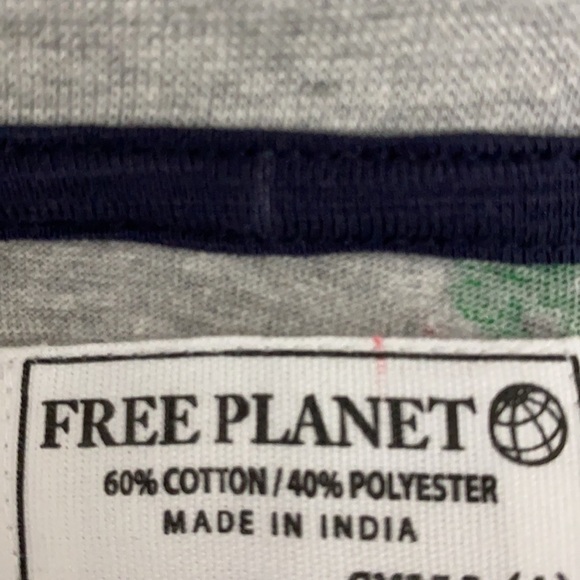 FREE PLANET
60% COTTON / 40% POLYESTER
MADE IN INDIA